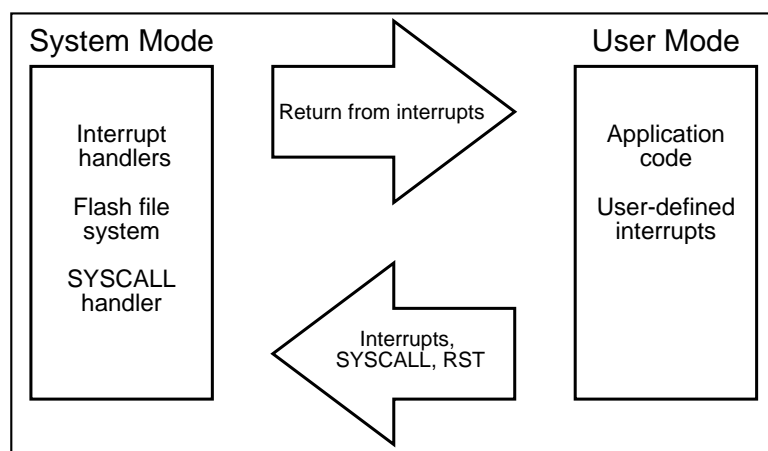 System Mode
Interrupt
handlers
Flash file
system
SYSCALL
handler
Return from interrupts
Interrupts,
SYSCALL, RST
User Mode
Application
code
User-defined
interrupts